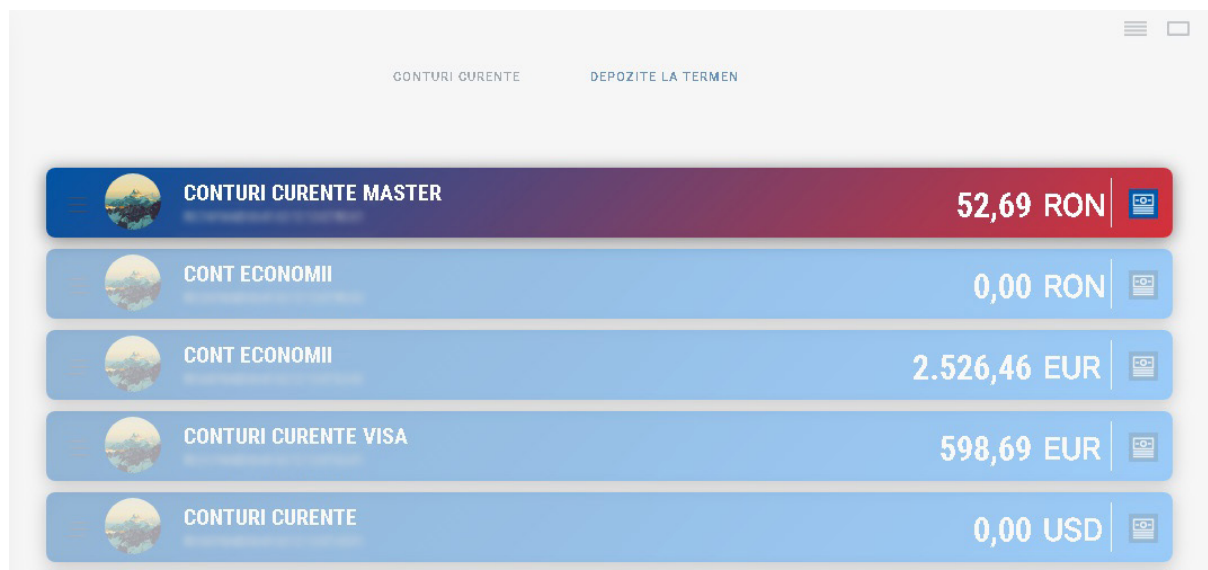 CONTURI CURENTE
DEPOZITE LA TERMEN
CONTURI CURENTE MASTER
52,69 RON
CONT ECONOMII
0,00 RON
CONT ECONOMII
2.526,46 EUR
CONTURI CURENTE VISA
598,69 EUR
CONTURI CURENTE
0,00 USD